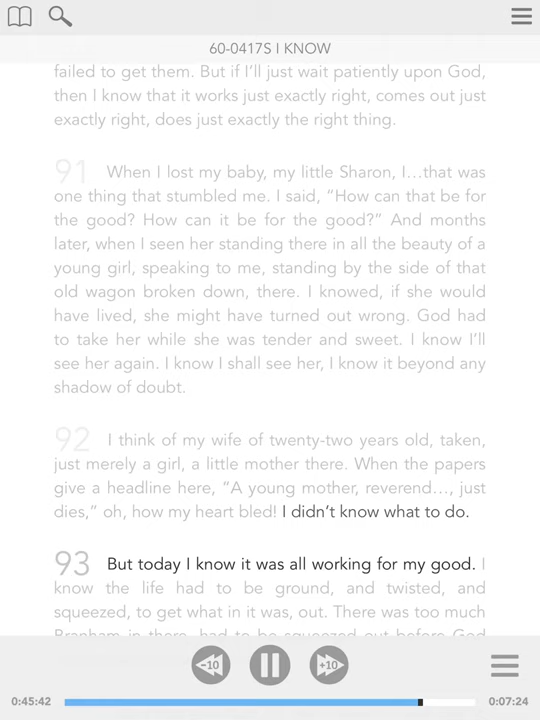 60-0417S I KNOW
failed to get them. But if I’ll just wait patiently upon God,
then I know that it works just exactly right, comes out just
exactly right, does just exactly the right thing.
91 When I lost my baby, my little Sharon, I…that was
one thing that stumbled me. I said, “How can that be for
the good? How can it be for the good?” And months
later, when I seen her standing there in all the beauty of a
young girl, speaking to me, standing by the side of that
old wagon broken down, there. I knowed, if she would
have lived, she might have turned out wrong. God had
to take her while she was tender and sweet. I know I’ll
see her again. I know I shall see her, I know it beyond any
shadow of doubt.
92 I think of my wife of twenty-two years old, taken,
just merely a girl, a little mother there. When the papers
give a headline here, “A young mother, reverend…, just
dies,” oh, how my heart bled! I didn’t know what to do.
93 But today I know it was all working for my good. I
know the life had to be ground, and twisted, and
squeezed, to get what in it was, out. There was too much
Branham in there, had to be squeezed out before God
-10 +10
0:45:42 0:07:24